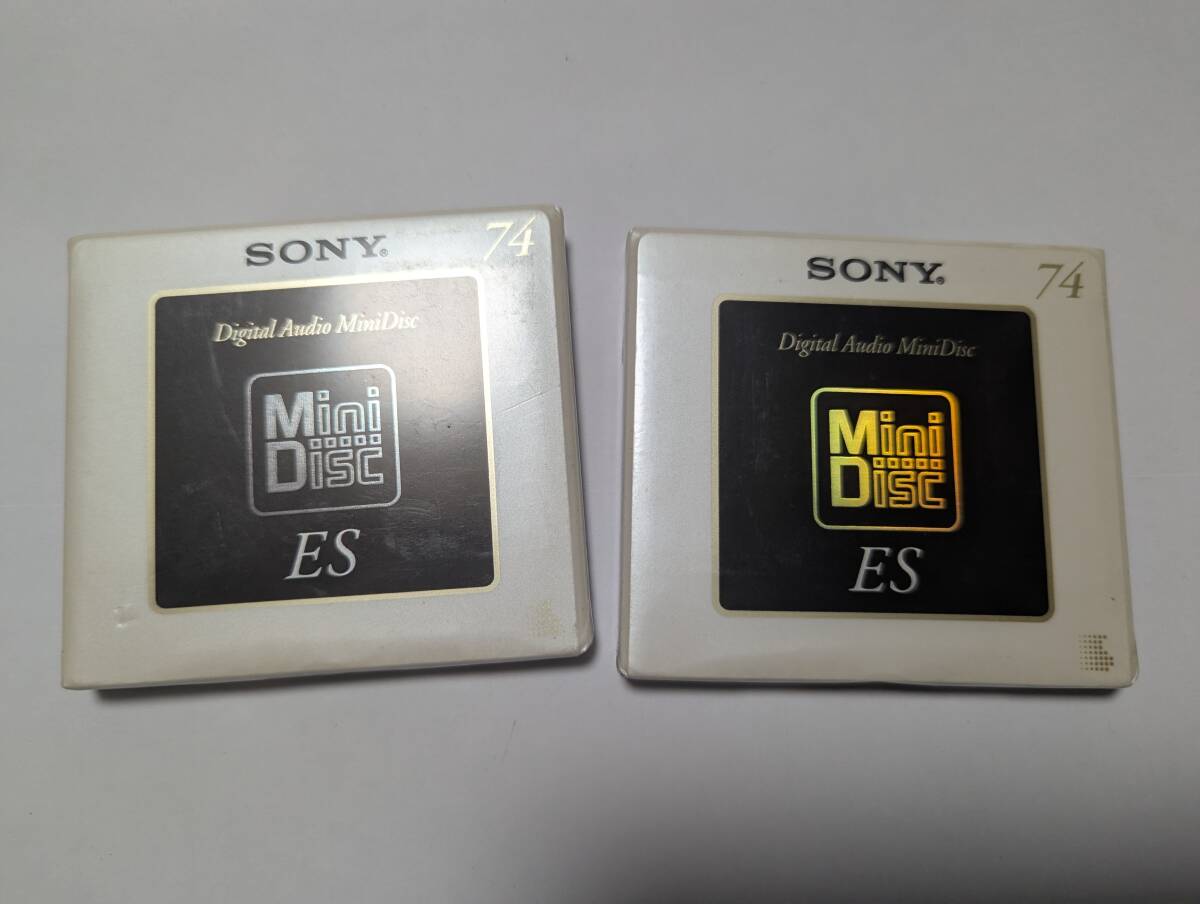 SONY®
74
Digital Audio MiniDisc
Mini
Disc
ES
SONY®
74
Digital Audio MiniDisc
Mini
Disc
ES